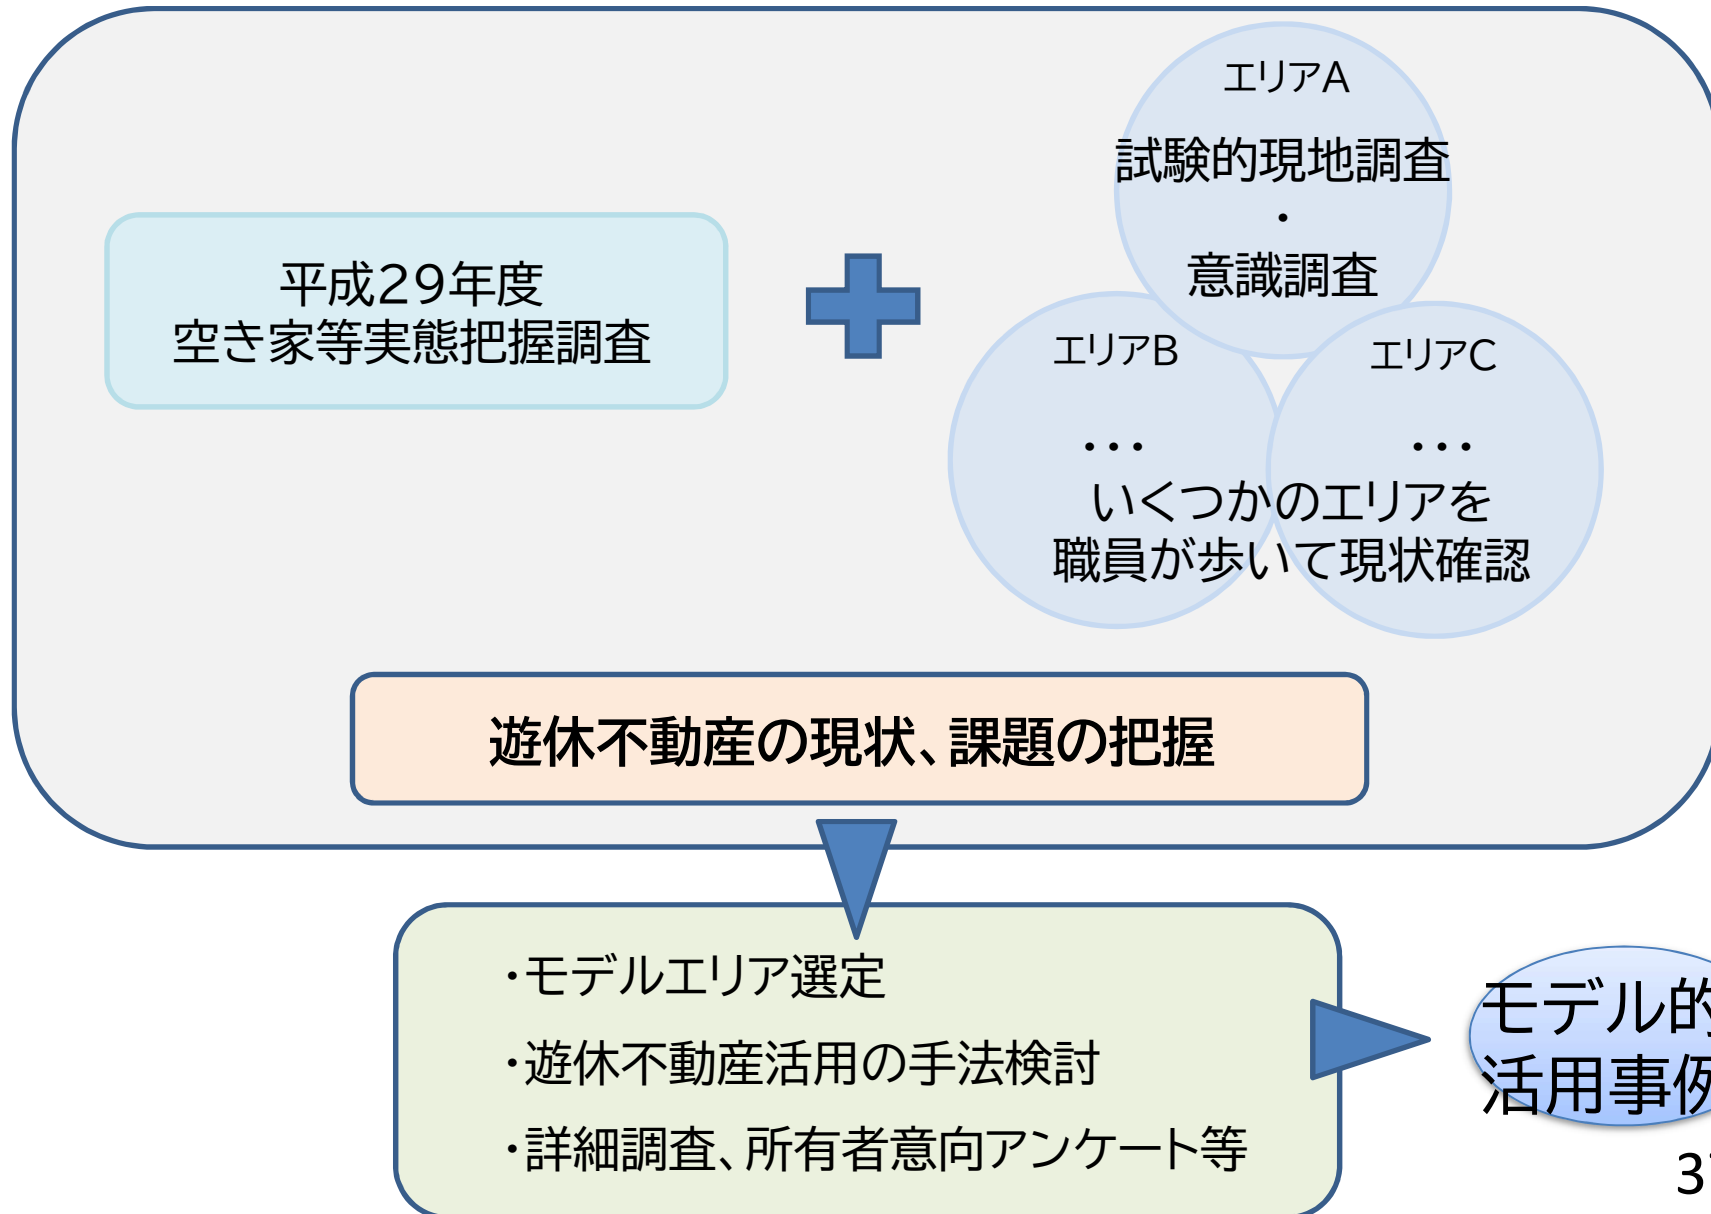 エリアA
試験的現地調査
・
意識調査
平成29年度
空き家等実態把握調査
エリアB
エリアC
・・・
・・・
いくつかのエリアを
職員が歩いて現状確認
遊休不動産の現状、課題の把握
・モデルエリア選定
・遊休不動産活用の手法検討
・詳細調査、所有者意向アンケート等
モデル的
活用事例